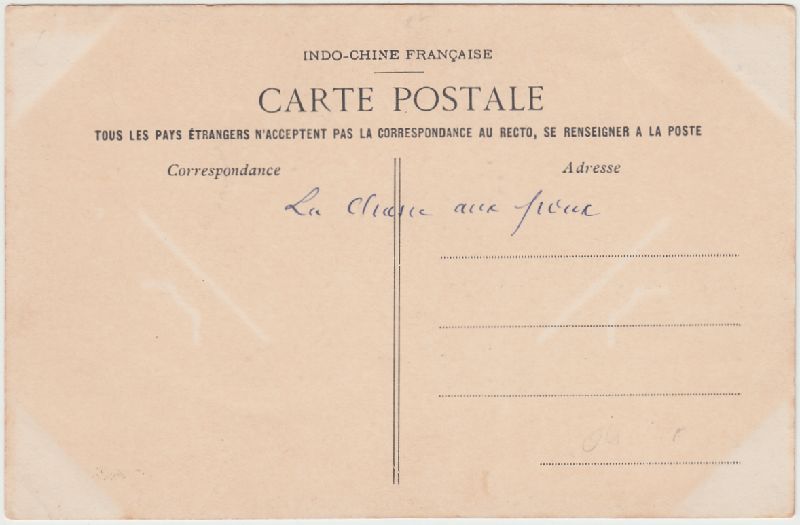 INDO-CHINE FRANÇAISE
CARTE POSTALE
TOUS LES PAYS ÉTRANGERS N'ACCEPTENT PAS LA CORRESPONDANCE AU RECTO, SE RENSEIGNER A LA POSTE
Correspondance
Adresse
La chasse aux poux